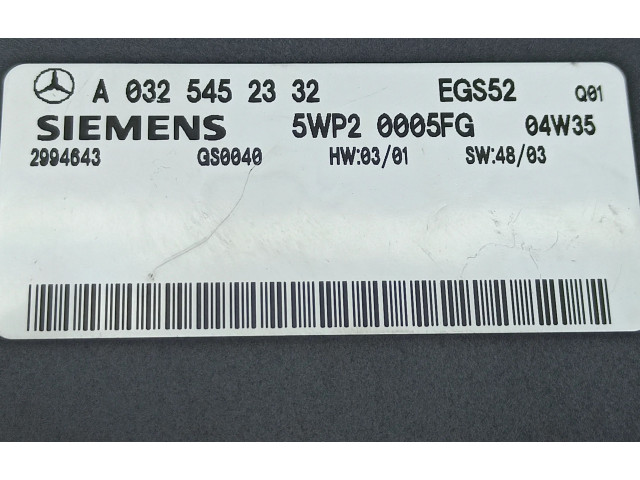 A 032 545 23 32 EGS52 Q01
SIEMENS 5WP2 0005FG 04W35
2994643 GS0040 HW:03/01 SW:48/03